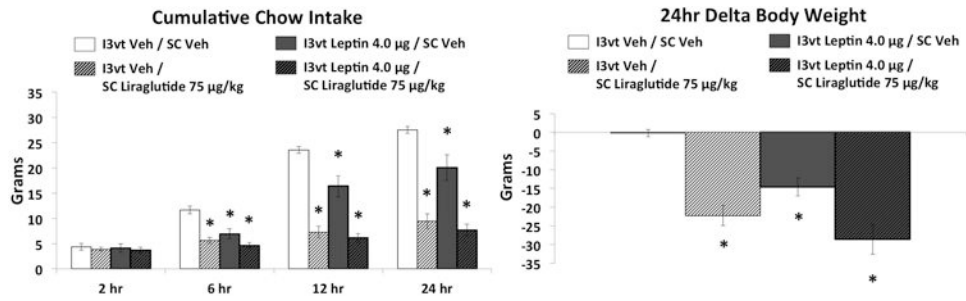 Cumulative Chow Intake
I3vt Veh / SC Veh
I3vt Leptin 4.0 µg / SC Veh
I3vt Veh /
SC Liraglutide 75 µg/kg
I3vt Leptin 4.0 µg /
SC Liraglutide 75 µg/kg
Grams
35
30
25
20
15
10
5
0
*
*
*
*
*
*
*
*
*
2 hr
6 hr
12 hr
24 hr
24hr Delta Body Weight
I3vt Veh / SC Veh
I3vt Leptin 4.0 µg / SC Veh
I3vt Veh /
SC Liraglutide 75 µg/kg
I3vt Leptin 4.0 µg /
SC Liraglutide 75 µg/kg
Grams
5
0
-5
-10
-15
-20
-25
-30
-35
*
*
*